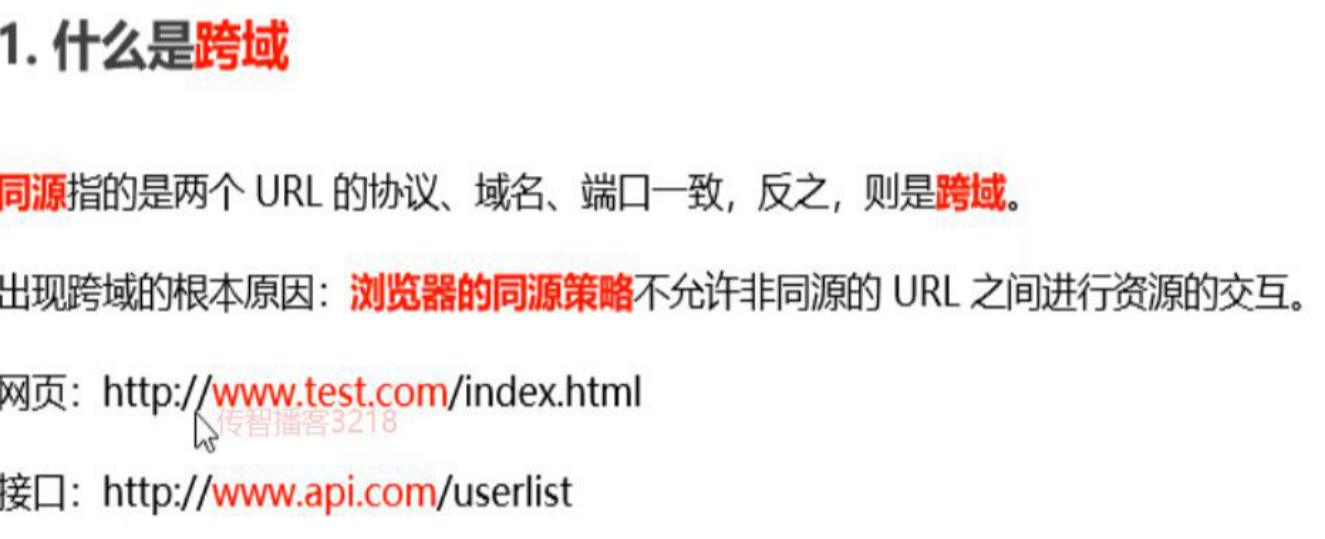 1. 什么是跨域
同源指的是两个 URL 的协议、域名、端口一致，反之，则是跨域。
出现跨域的根本原因：浏览器的同源策略不允许非同源的 URL 之间进行资源的交互。
网页：http://www.test.com/index.html
传智播客3218
接口：http://www.api.com/userlist